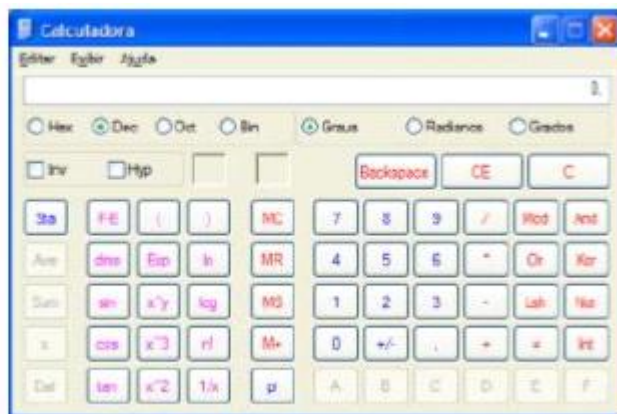 Calculadora
Editar Exibir Ajuda
0,
Hex Dec Oct Bin Graus Radianos Grados
Inv Hyp Backspace CE C
Sta F-E ( ) MC 7 8 9 / Mod And
Ave dms Exp ln MR 4 5 6 * Or Xor
Sum sin x^y log MS 1 2 3 - Lsh Not
s cos x^3 n! M+ 0 +/- , + = Int
Dat tan x^2 1/x pi A B C D E F